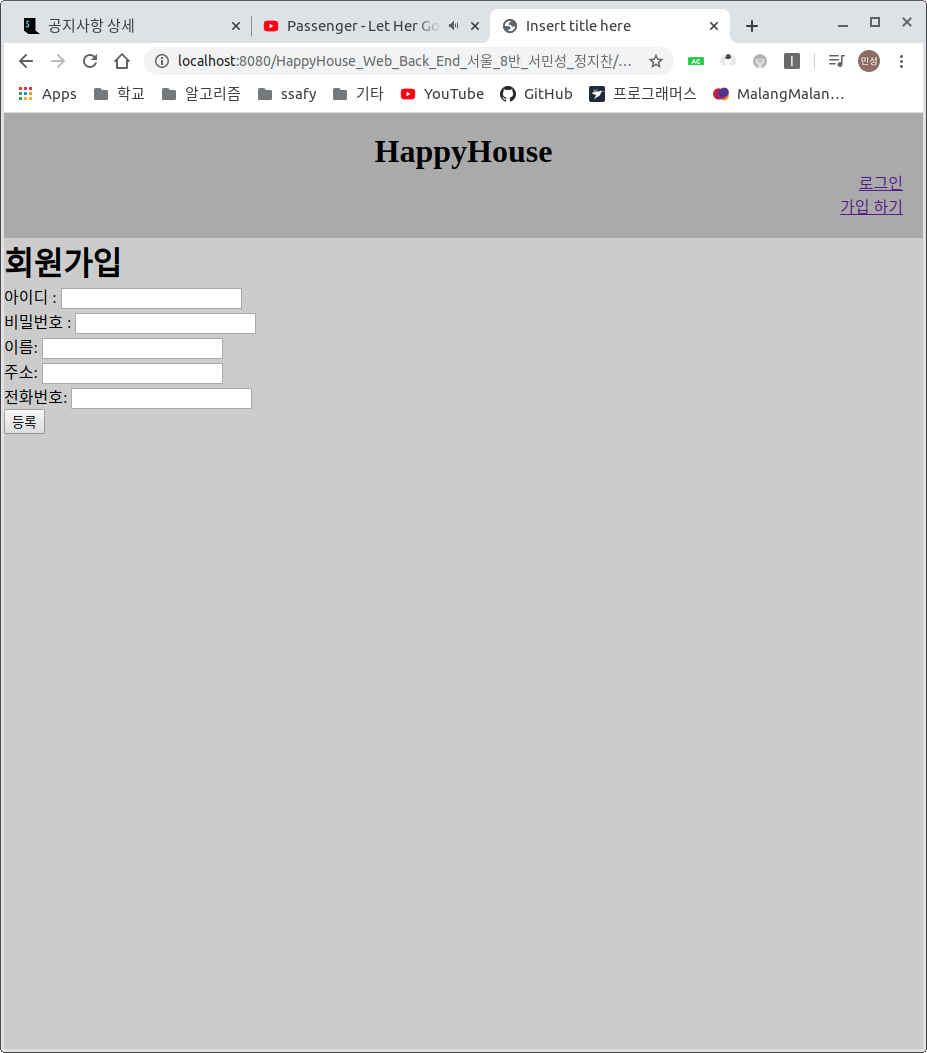 공지사항 상세
Passenger - Let Her Go
Insert title here
localhost:8080/HappyHouse_Web_Back_End_서울_8반_서민성_정지찬/...
AC
민성
Apps
학교
알고리즘
ssafy
기타
YouTube
GitHub
프로그래머스
MalangMalan...
HappyHouse
로그인
가입 하기
회원가입
아이디 :
비밀번호 :
이름:
주소:
전화번호:
등록